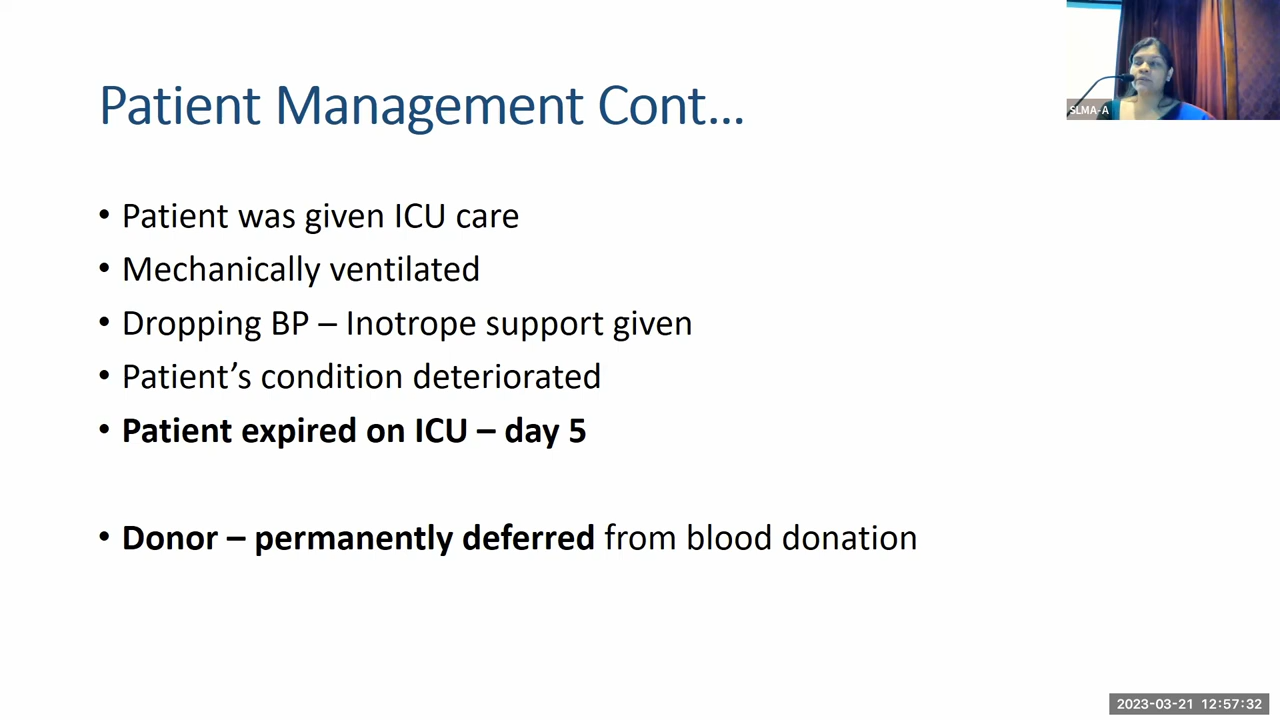 Patient Management Cont...
SLMA-A
• Patient was given ICU care
• Mechanically ventilated
• Dropping BP – Inotrope support given
• Patient’s condition deteriorated
• Patient expired on ICU – day 5
• Donor – permanently deferred from blood donation
2023-03-21 12:57:32